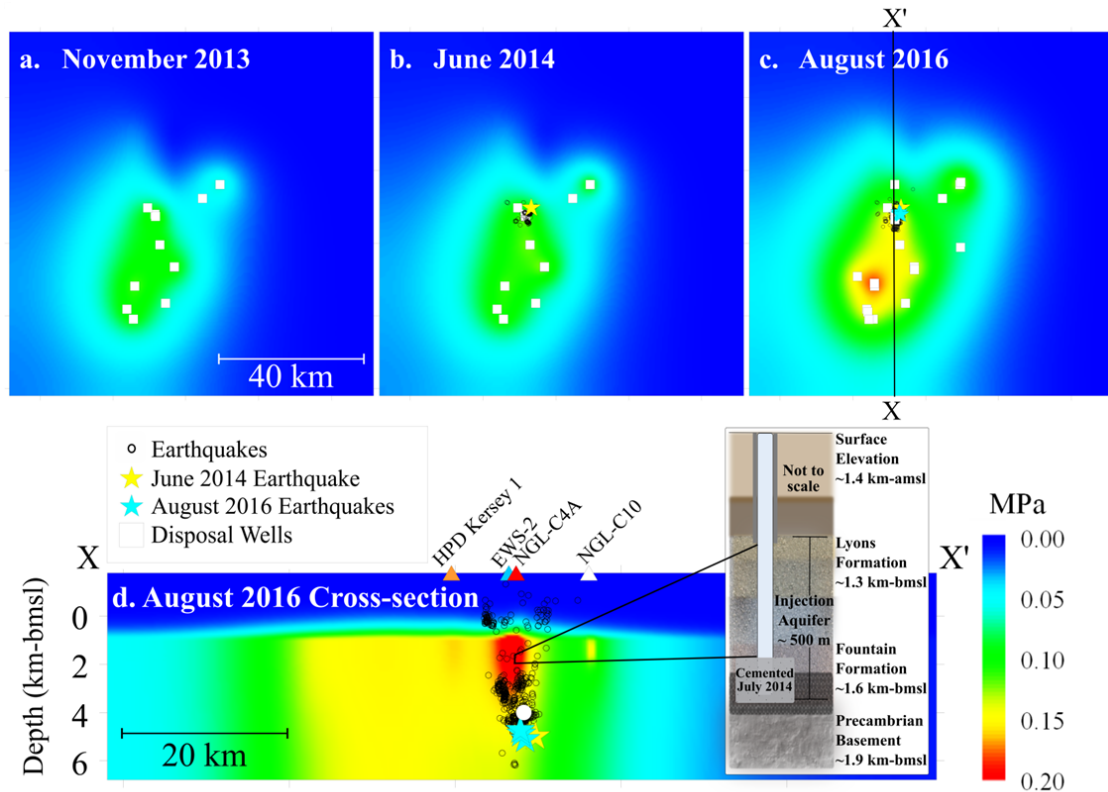 X'
a. November 2013
b. June 2014
c. August 2016
40 km
X
Earthquakes
June 2014 Earthquake
August 2016 Earthquakes
Disposal Wells
HPD Kersey 1
EWS-2
NGL-C4A
NGL-C10
X
X'
d. August 2016 Cross-section
Depth (km-bmsl)
0
2
4
6
20 km
Not to
scale
Injection
Aquifer
~ 500 m
Cemented
July 2014
Surface
Elevation
~1.4 km-amsl
Lyons
Formation
~1.3 km-bmsl
Fountain
Formation
~1.6 km-bmsl
Precambrian
Basement
~1.9 km-bmsl
MPa
0.00
0.05
0.10
0.15
0.20